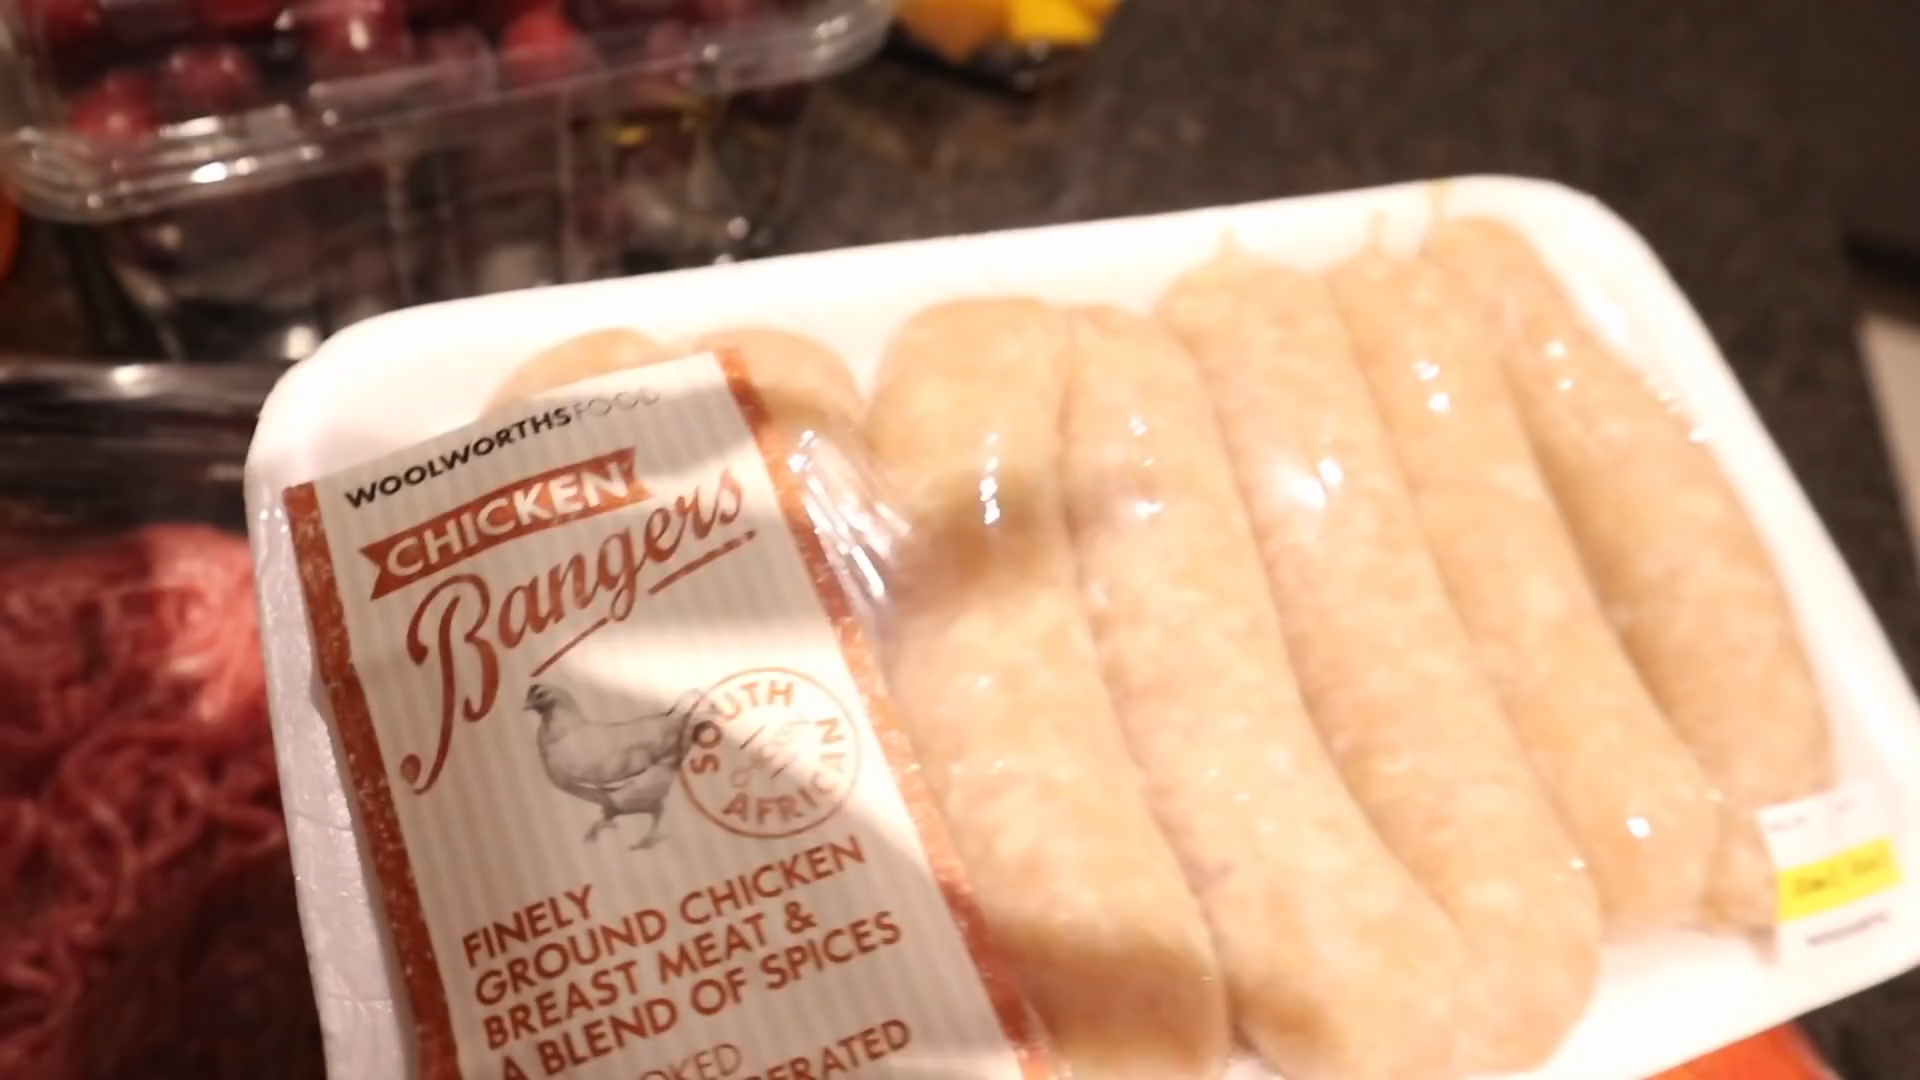 WOOLWORTHSFOOD
CHICKEN
Bangers
SOUTH
AFRICAN
FINELY
GROUND CHICKEN
BREAST MEAT &
A BLEND OF SPICES